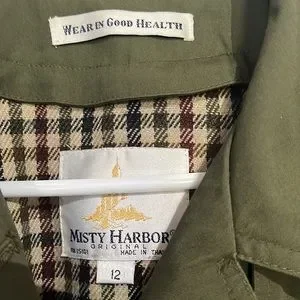 WEAR IN GOOD HEALTH
MISTY HARBOR®
ORIGINAL
MADE IN
12